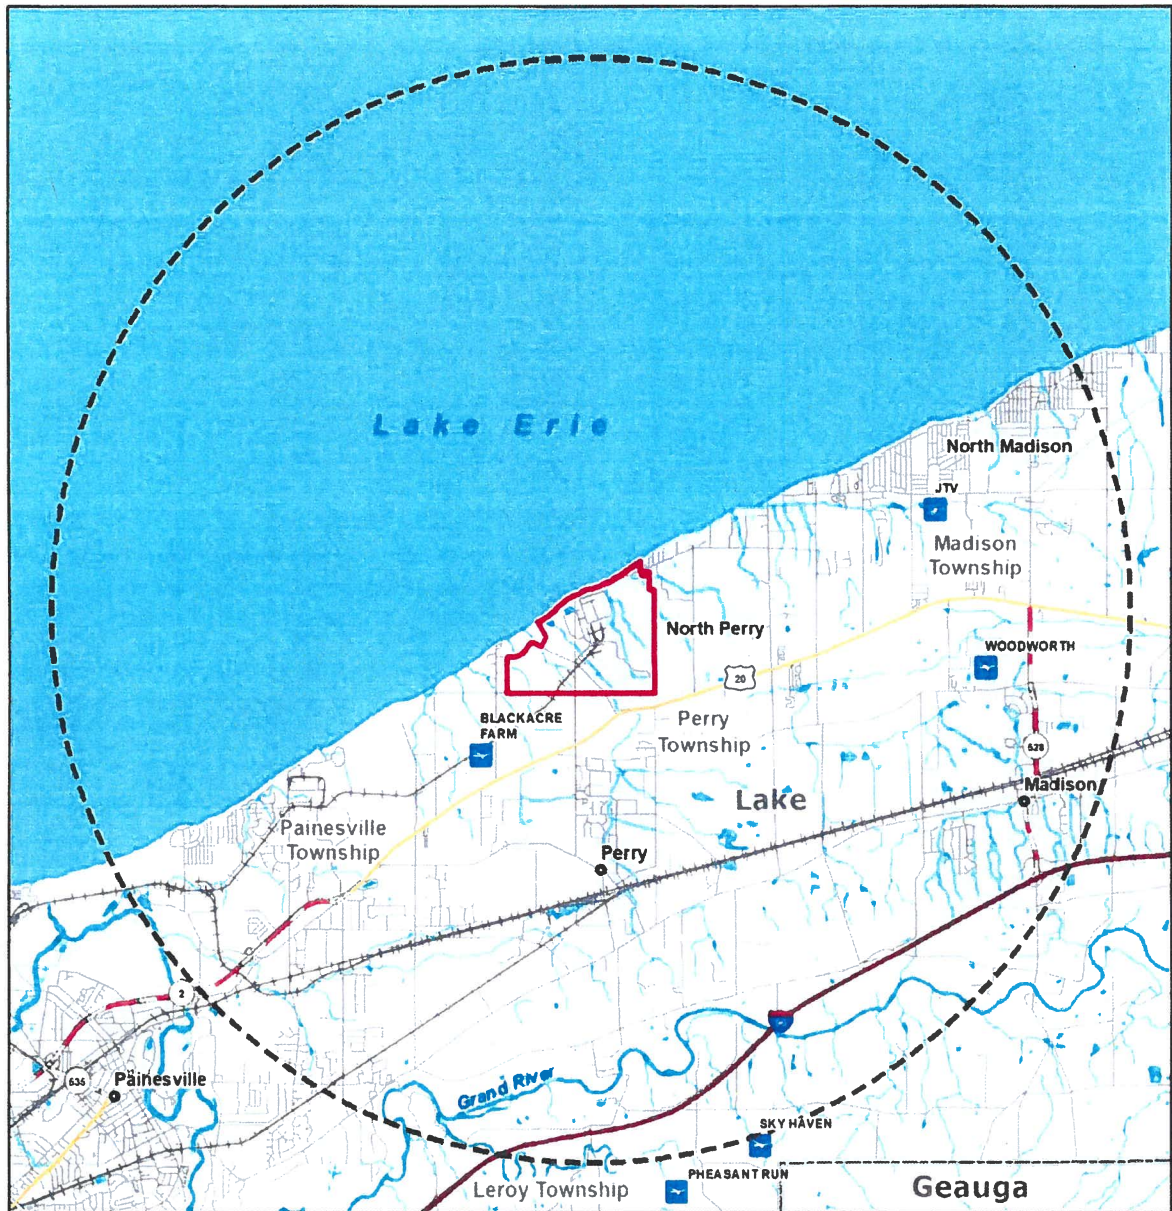 Lake Erie
North Madison
JTV
Madison
Township
North Perry
WOODWORTH
20
BLACKACRE
FARM
Perry
Township
528
Madison
Lake
Painesville
Township
Perry
2
535
Painesville
Grand River
SKY HAVEN
PHEASANT RUN
Leroy Township
Geauga